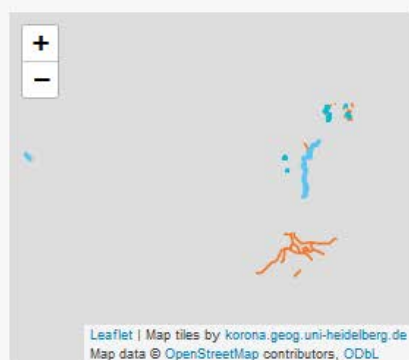 +
−
Leaflet | Map tiles by korona.geog.uni-heidelberg.de
Map data © OpenStreetMap contributors, ODbL